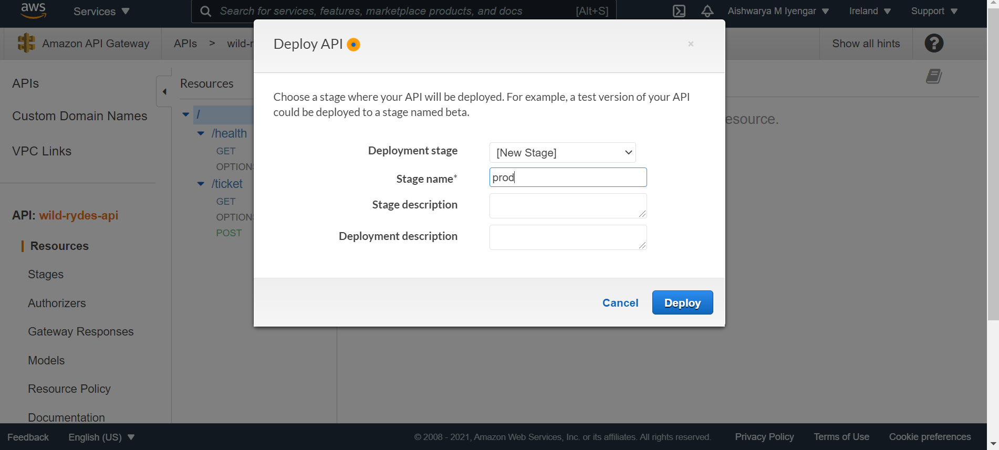 aws
Services
Search for services, features, marketplace products, and docs
[Alt+S]
Aishwarya M Iyengar
Ireland
Support
Amazon API Gateway
APIs
>
wild-r
Show all hints
?
APIs
Custom Domain Names
VPC Links
API: wild-rydes-api
Resources
Stages
Authorizers
Gateway Responses
Models
Resource Policy
Documentation
Resources
/
/health
GET
OPTIONS
/ticket
GET
OPTIONS
POST
esource.
Deploy API
×
Choose a stage where your API will be deployed. For example, a test version of your API
could be deployed to a stage named beta.
Deployment stage
[New Stage]
Stage name*
prod
Stage description
Deployment description
Cancel
Deploy
Feedback
English (US)
© 2008 - 2021, Amazon Web Services, Inc. or its affiliates. All rights reserved.
Privacy Policy
Terms of Use
Cookie preferences